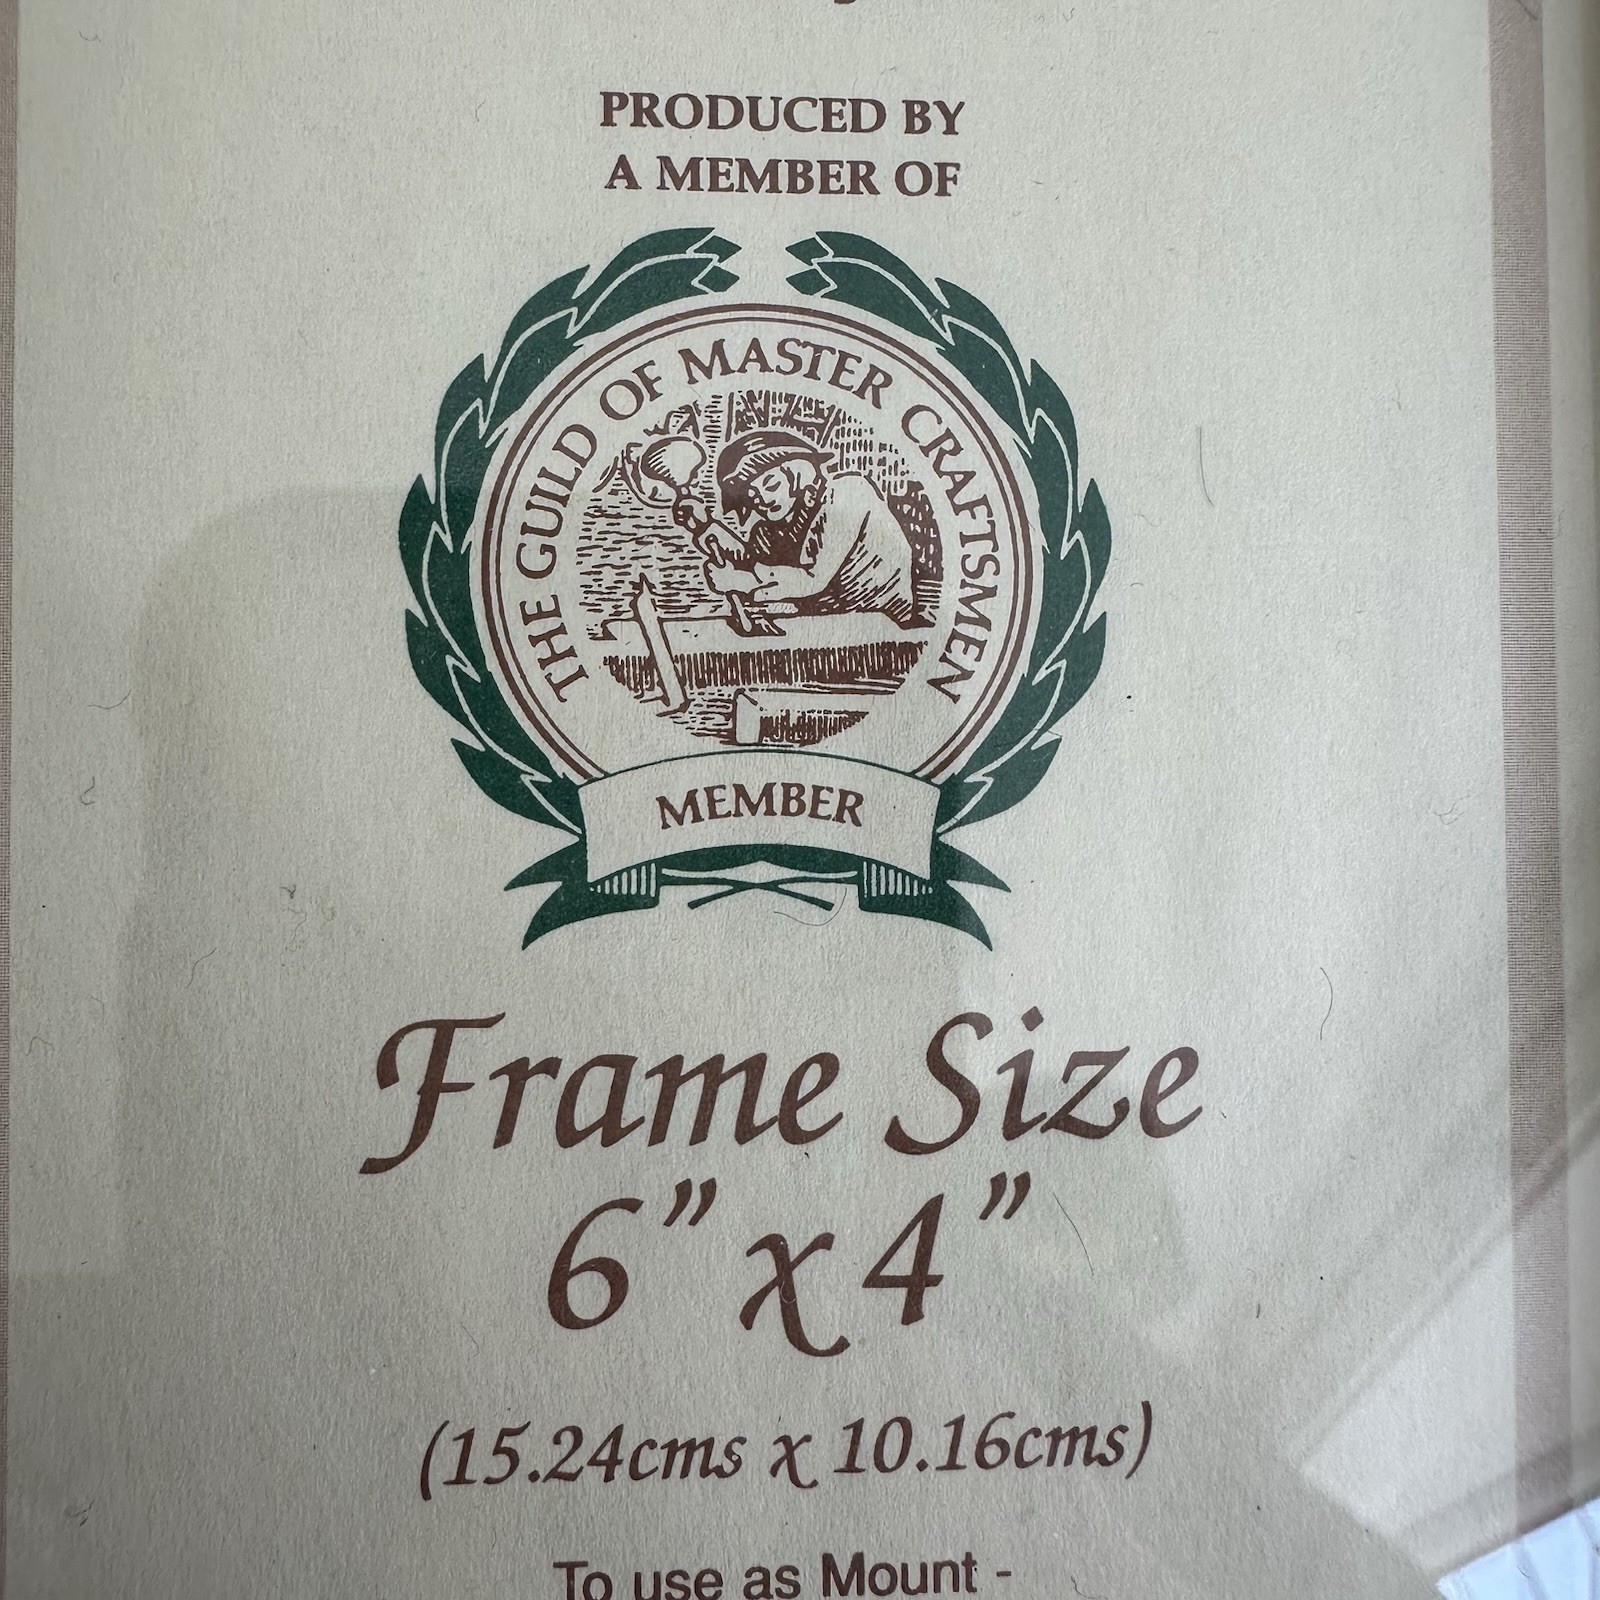 PRODUCED BY
A MEMBER OF
THE GUILD OF MASTER CRAFTSMEN
MEMBER
Frame Size
6" x 4"
(15.24cms x 10.16cms)
To use as Mount -